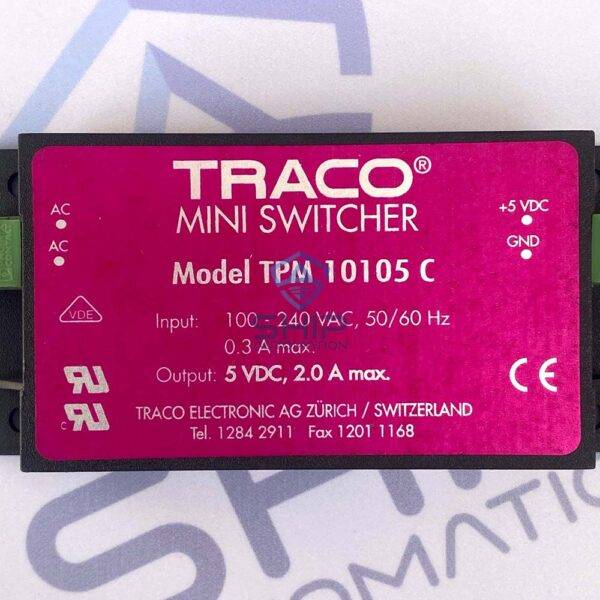 TRACO®
MINI SWITCHER
AC
AC
+5 VDC
GND
Model TPM 10105 C
VDE
Input: 100 - 240 VAC, 50/60 Hz
0.3 A max.
SHIP
AUTOMATION
Output: 5 VDC, 2.0 A max.
CE
TRACO ELECTRONIC AG ZÜRICH / SWITZERLAND
Tel. 1284 2911 Fax 1201 1168